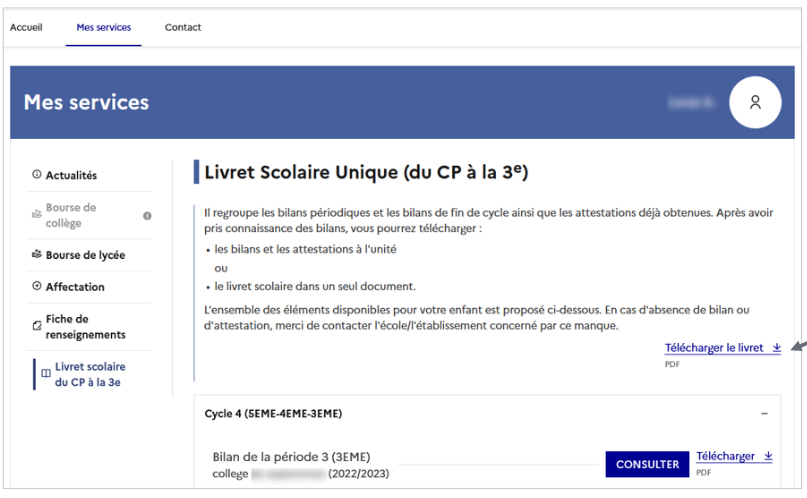 Accueil Mes services Contact
Mes services
Actualités
Bourse de
collège
Bourse de lycée
Affectation
Fiche de
renseignements
Livret scolaire
du CP à la 3e
Livret Scolaire Unique (du CP à la 3e)
Il regroupe les bilans périodiques et les bilans de fin de cycle ainsi que les attestations déjà obtenues. Après avoir
pris connaissance des bilans, vous pourrez télécharger :
• les bilans et les attestations à l'unité
ou
• le livret scolaire dans un seul document.
L'ensemble des éléments disponibles pour votre enfant est proposé ci-dessous. En cas d'absence de bilan ou
d'attestation, merci de contacter l'école/l'établissement concerné par ce manque.
Télécharger le livret
PDF
Cycle 4 (5EME-4EME-3EME) –
Bilan de la période 3 (3EME)
college (2022/2023)
CONSULTER
Télécharger
PDF